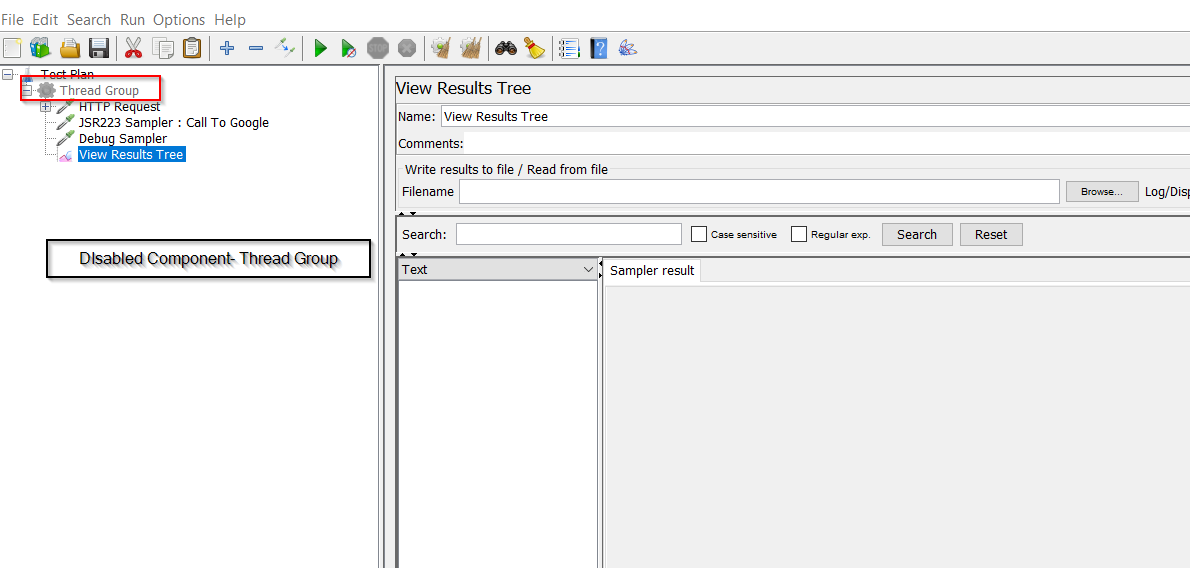 File Edit Search Run Options Help
STOP
Test Plan
Thread Group
HTTP Request
JSR223 Sampler : Call To Google
Debug Sampler
View Results Tree
DIsabled Component- Thread Group
View Results Tree
Name: View Results Tree
Comments:
Write results to file / Read from file
Filename Browse... Log/Disp
Search: Case sensitive Regular exp. Search Reset
Text
Sampler result